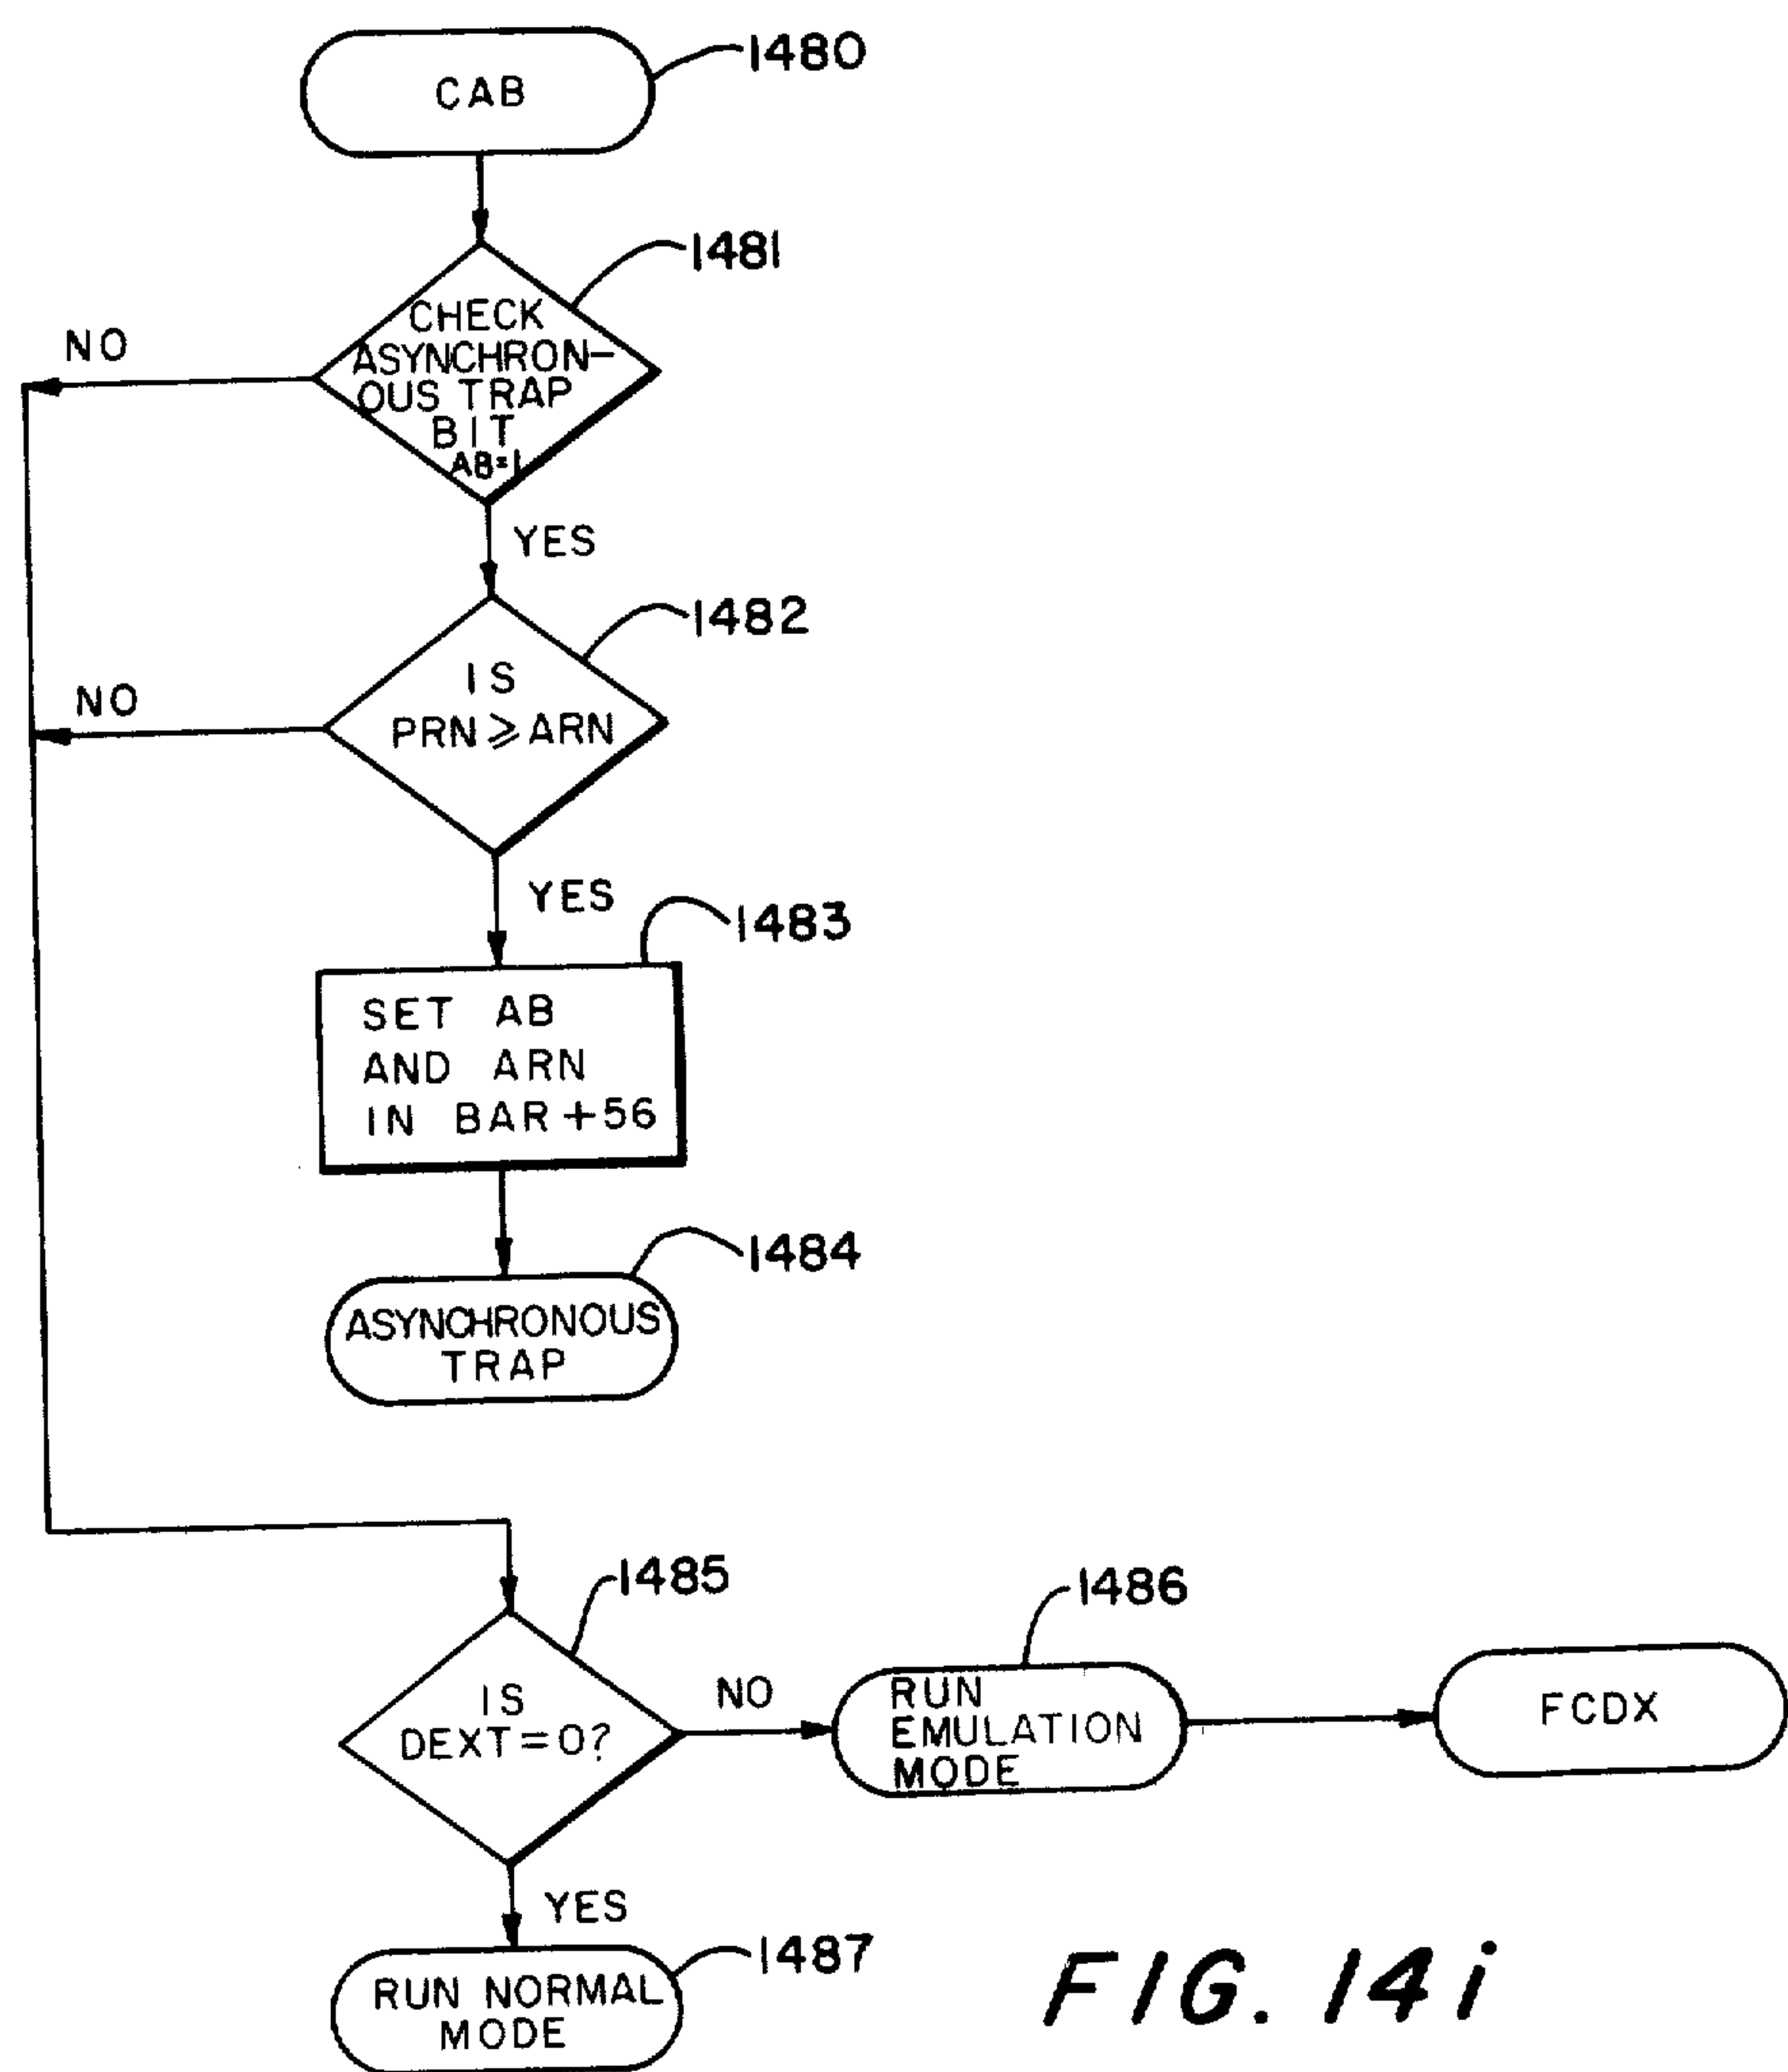 CAB
1480
CHECK
ASYNCHRON-
OUS TRAP
BIT
AB=1
1481
NO
YES
IS
PRN ⩾ ARN
1482
NO
YES
SET AB
AND ARN
IN BAR+56
1483
ASYNCHRONOUS
TRAP
1484
IS
DEXT=0?
1485
NO
RUN
EMULATION
MODE
1486
FCDX
YES
RUN NORMAL
MODE
1487
FIG. 14i